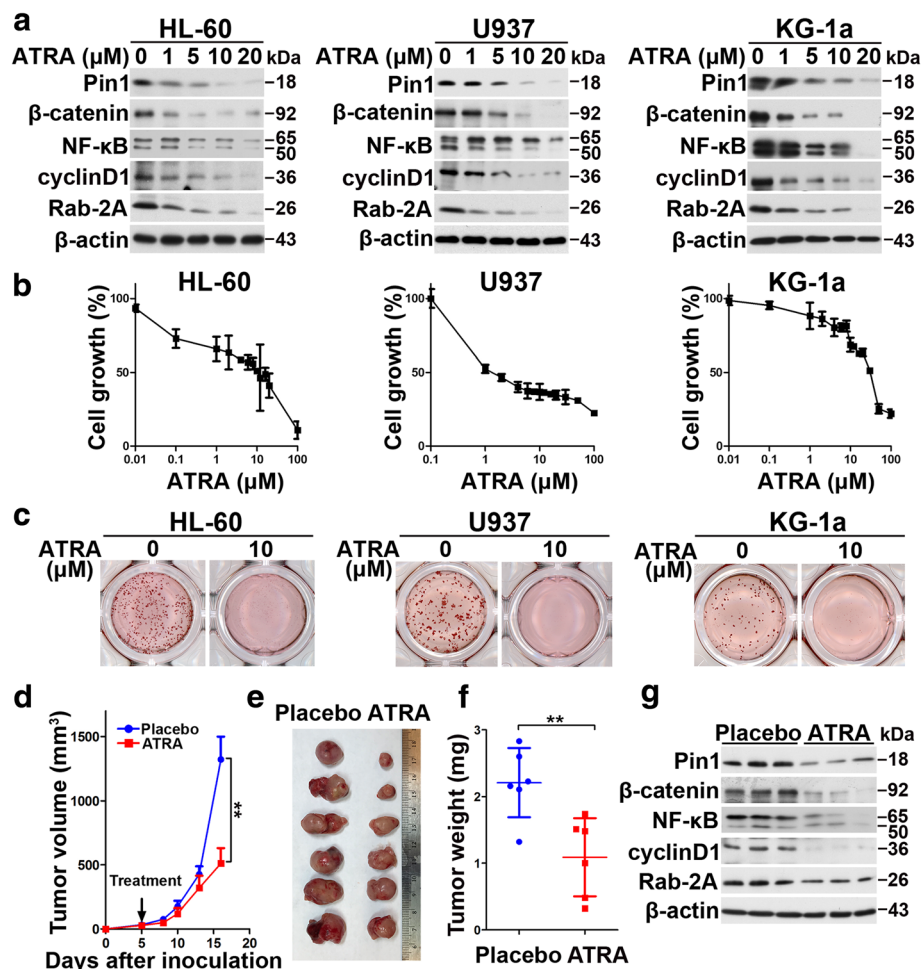 a
HL-60
ATRA (μM) 0 1 5 10 20 kDa
Pin1 –18
β-catenin –92
NF-κB –65
–50
cyclinD1 –36
Rab-2A –26
β-actin –43
U937
ATRA (μM) 0 1 5 10 20 kDa
Pin1 –18
β-catenin –92
NF-κB –65
–50
cyclinD1 –36
Rab-2A –26
β-actin –43
KG-1a
ATRA (μM) 0 1 5 10 20 kDa
Pin1 –18
β-catenin –92
NF-κB –65
–50
cyclinD1 –36
Rab-2A –26
β-actin –43
b
HL-60
Cell growth (%)
100
50
0
0.01 0.1 1 10 100
ATRA (μM)
U937
Cell growth (%)
100
50
0
0.1 1 10 100
ATRA (μM)
KG-1a
Cell growth (%)
100
50
0
0.01 0.1 1 10 100
ATRA (μM)
c
HL-60
ATRA (μM) 0 10
U937
ATRA (μM) 0 10
KG-1a
ATRA (μM) 0 10
d
Tumor volume (mm³)
Placebo
ATRA
1500
1000
500
0
**
Treatment
0 5 10 15 20
Days after inoculation
e
Placebo ATRA
f
Tumor weight (mg)
**
3
2
1
0
Placebo ATRA
g
Placebo ATRA kDa
Pin1 –18
β-catenin –92
NF-κB –65
–50
cyclinD1 –36
Rab-2A –26
β-actin –43